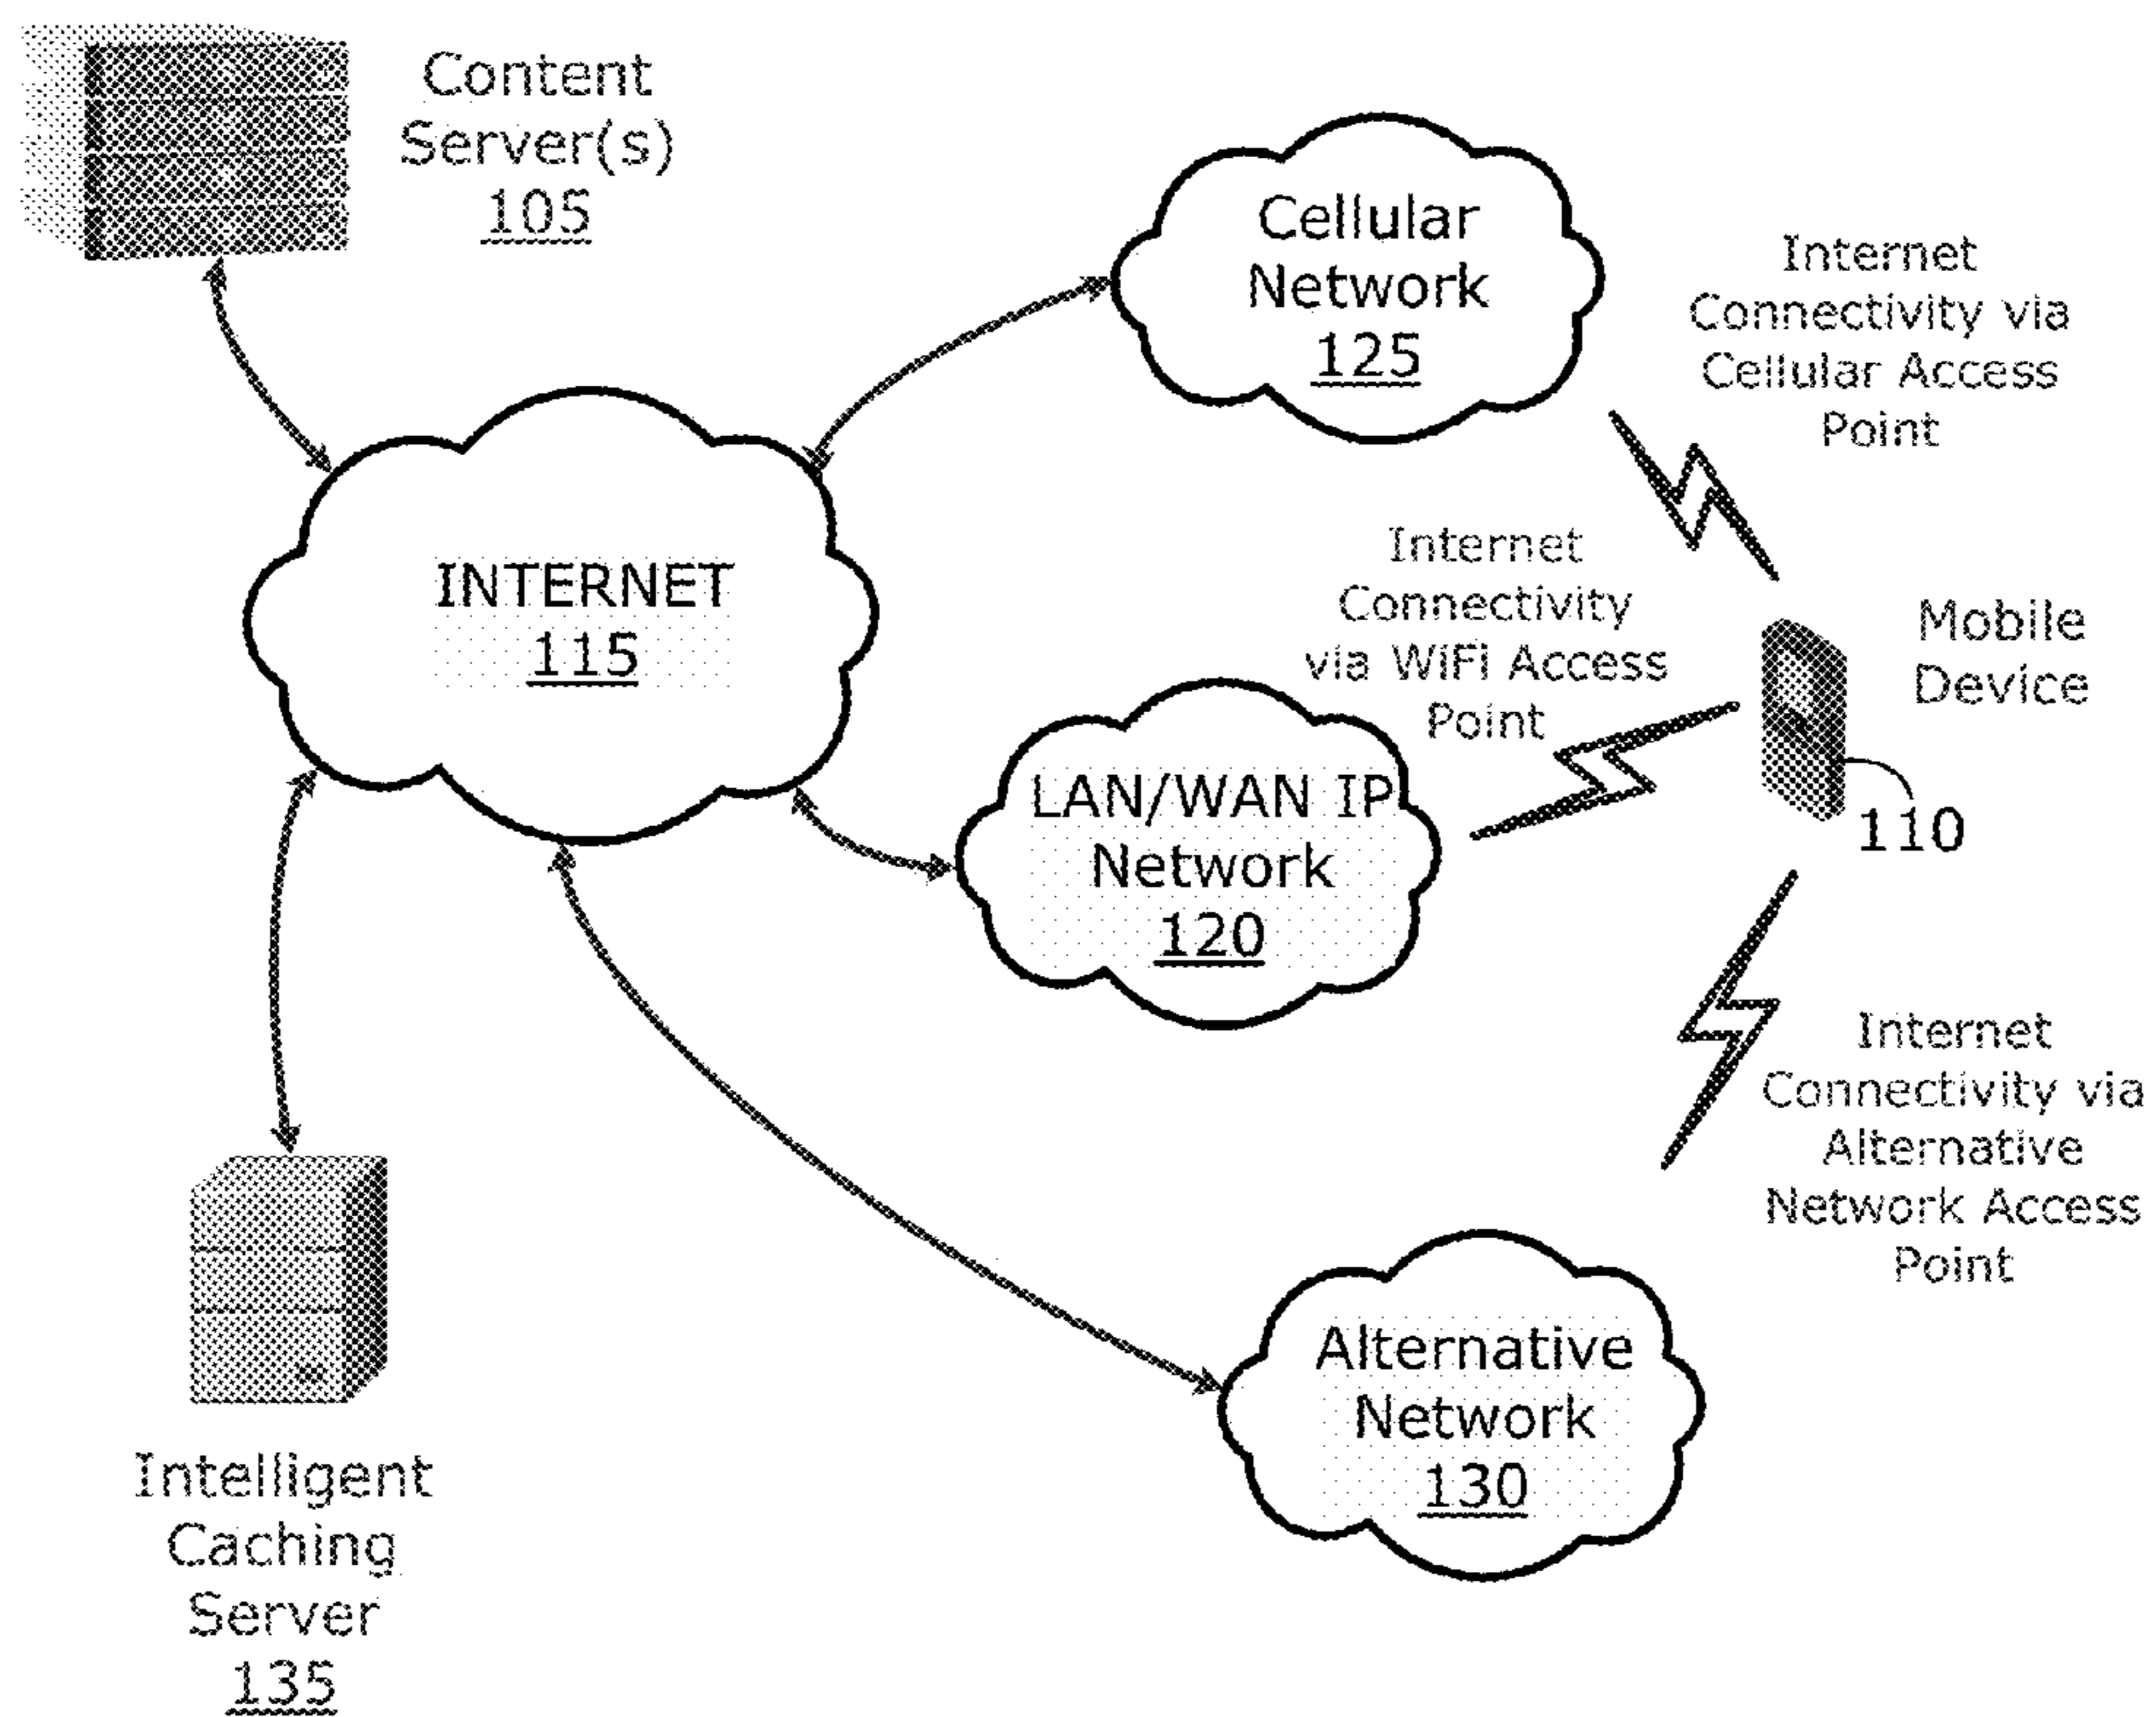 Content
Server(s)
105
Cellular
Network
125
Internet
Connectivity via
Cellular Access
Point
INTERNET
115
Internet
Connectivity
via WiFi Access
Point
Mobile
Device
110
LAN/WAN IP
Network
120
Internet
Connectivity via
Alternative
Network Access
Point
Alternative
Network
130
Intelligent
Caching
Server
135